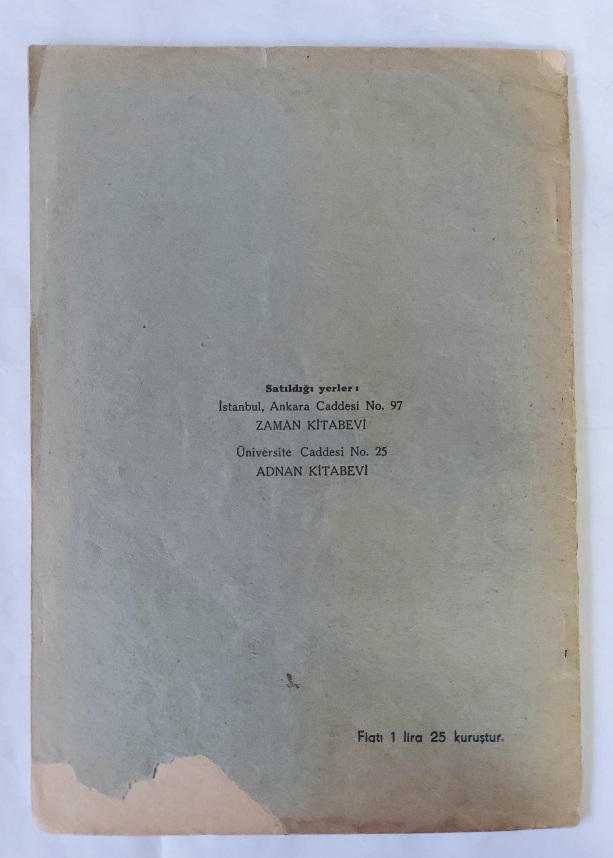 Satıldığı yerler :
İstanbul, Ankara Caddesi No. 97
ZAMAN KİTABEVİ
Üniversite Caddesi No. 25
ADNAN KİTABEVİ
Fiatı 1 lira 25 kuruştur.